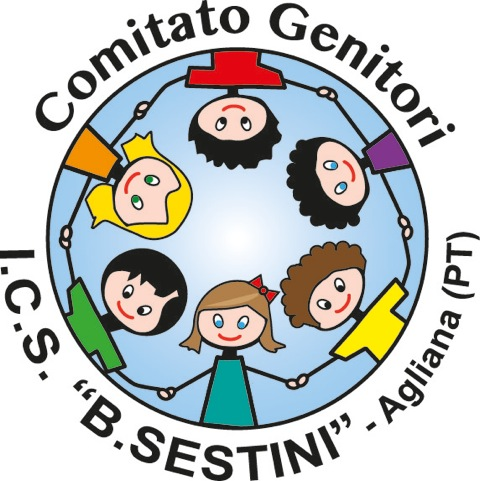 Comitato Genitori
I.C.S. "B.SESTINI" - Agliana (PT)